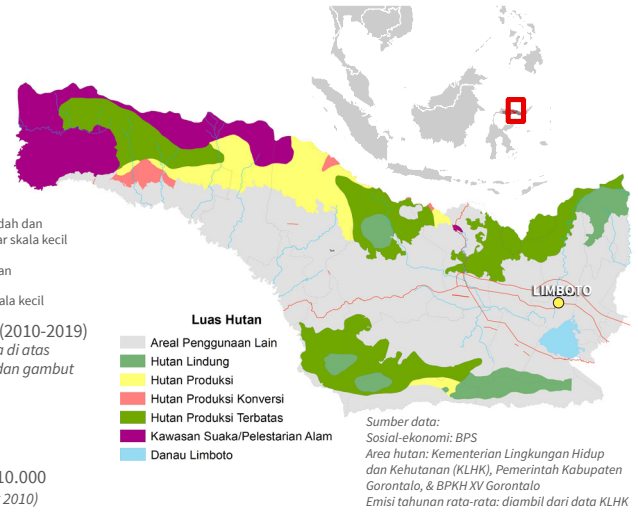 dah dan
ar skala kecil
an
ala kecil
(2010-2019)
a di atas
dan gambut
10.000
2010)
LIMBOTO
Luas Hutan
Areal Penggunaan Lain
Hutan Lindung
Hutan Produksi
Hutan Produksi Konversi
Hutan Produksi Terbatas
Kawasan Suaka/Pelestarian Alam
Danau Limboto
Sumber data:
Sosial-ekonomi: BPS
Area hutan: Kementerian Lingkungan Hidup
dan Kehutanan (KLHK), Pemerintah Kabupaten
Gorontalo, & BPKH XV Gorontalo
Emisi tahunan rata-rata: diambil dari data KLHK